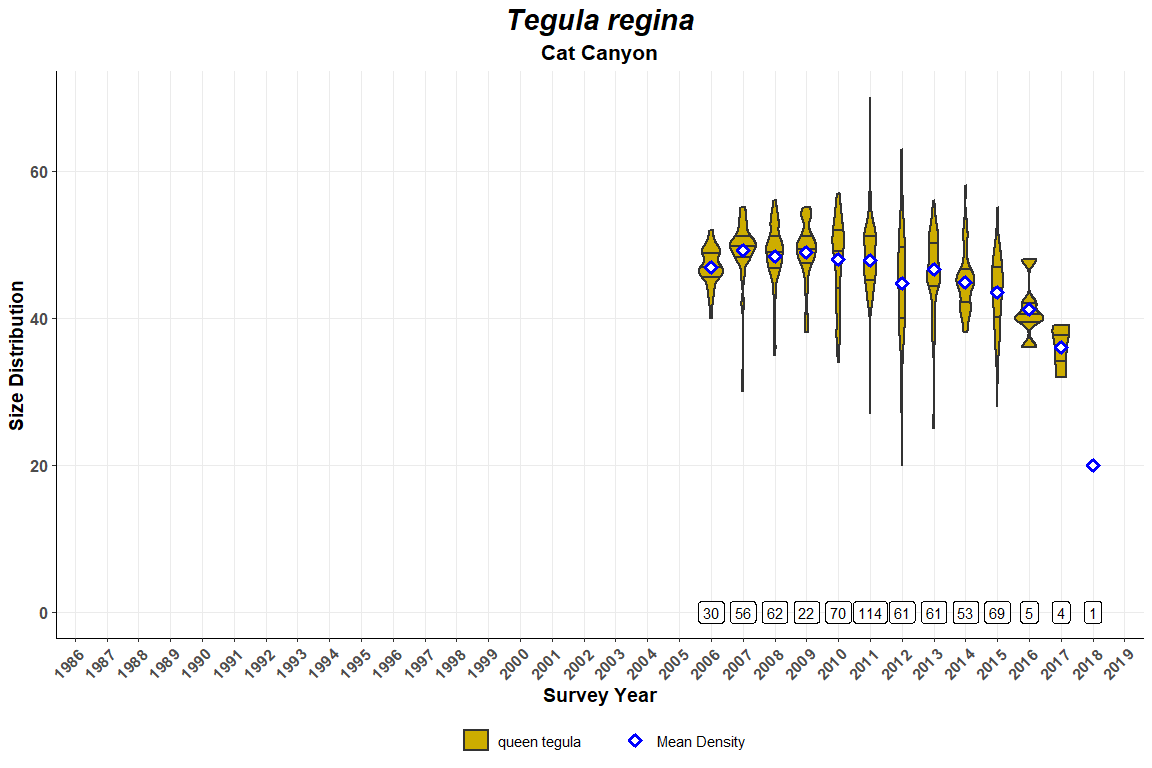 Tegula regina
Cat Canyon
Size Distribution
60
40
20
0
30 56 62 22 70 114 61 61 53 69 5 4 1
1986 1987 1988 1989 1990 1991 1992 1993 1994 1995 1996 1997 1998 1999 2000 2001 2002 2003 2004 2005 2006 2007 2008 2009 2010 2011 2012 2013 2014 2015 2016 2017 2018 2019
Survey Year
queen tegula Mean Density